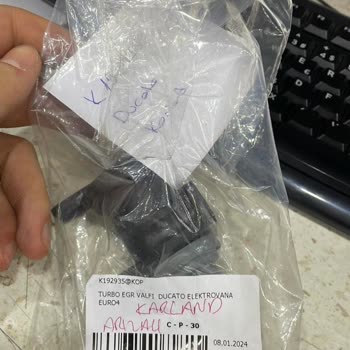 Ducato
K192935@KOP
TURBO EGR VALFI DUCATO ELEKTROVANA
EURO4
KARLAND
ARIZALI
C - P - 30
08.01.2024